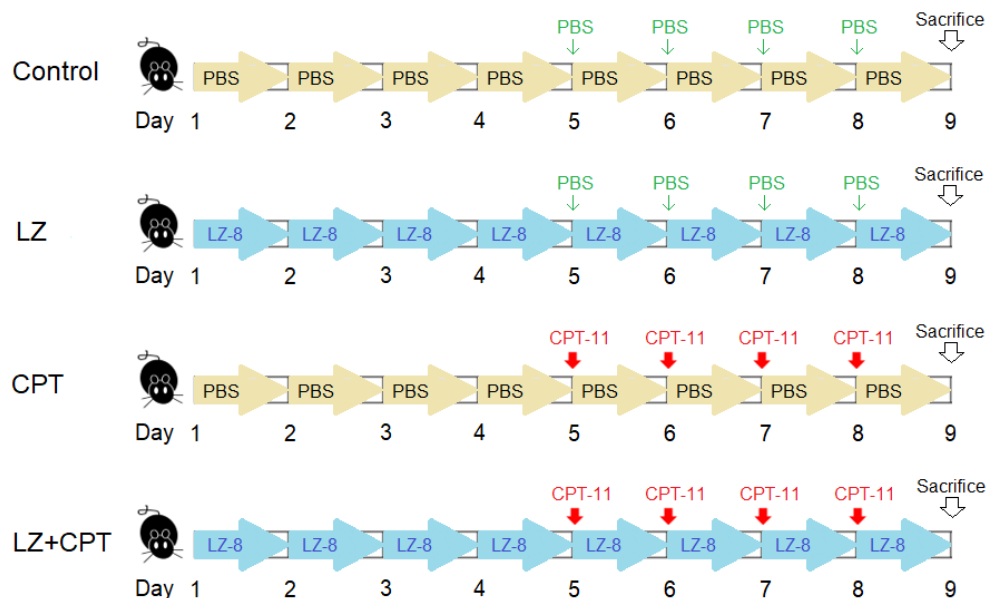 Sacrifice
PBS PBS PBS PBS
Control PBS PBS PBS PBS PBS PBS PBS PBS
Day 1 2 3 4 5 6 7 8 9
Sacrifice
PBS PBS PBS PBS
LZ LZ-8 LZ-8 LZ-8 LZ-8 LZ-8 LZ-8 LZ-8 LZ-8
Day 1 2 3 4 5 6 7 8 9
Sacrifice
CPT-11 CPT-11 CPT-11 CPT-11
CPT PBS PBS PBS PBS PBS PBS PBS PBS
Day 1 2 3 4 5 6 7 8 9
Sacrifice
CPT-11 CPT-11 CPT-11 CPT-11
LZ+CPT LZ-8 LZ-8 LZ-8 LZ-8 LZ-8 LZ-8 LZ-8 LZ-8
Day 1 2 3 4 5 6 7 8 9